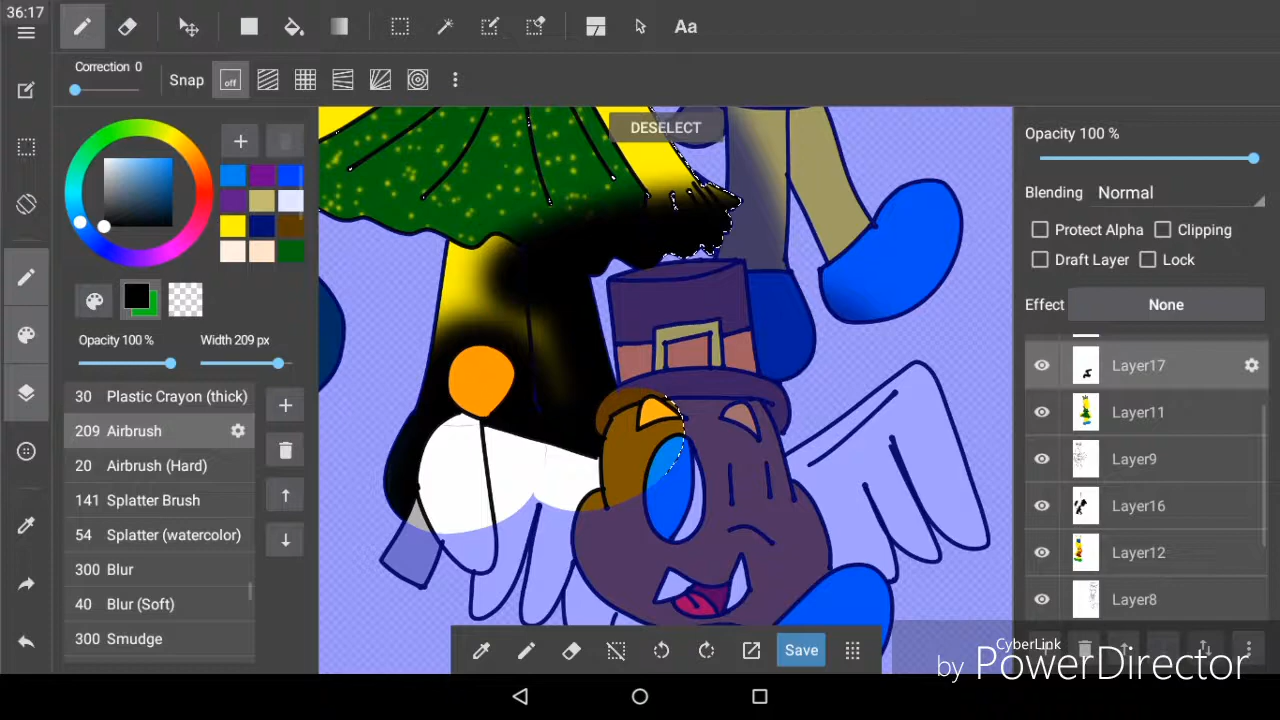 36:17
Aa
Correction 0
Snap
off
DESELECT
Opacity 100 %
Blending Normal
Protect Alpha
Clipping
Draft Layer
Lock
Effect
None
Opacity 100 %
Width 209 px
30 Plastic Crayon (thick)
209 Airbrush
20 Airbrush (Hard)
141 Splatter Brush
54 Splatter (watercolor)
300 Blur
40 Blur (Soft)
300 Smudge
Layer17
Layer11
Layer9
Layer16
Layer12
Layer8
Save
CyberLink
by PowerDirector